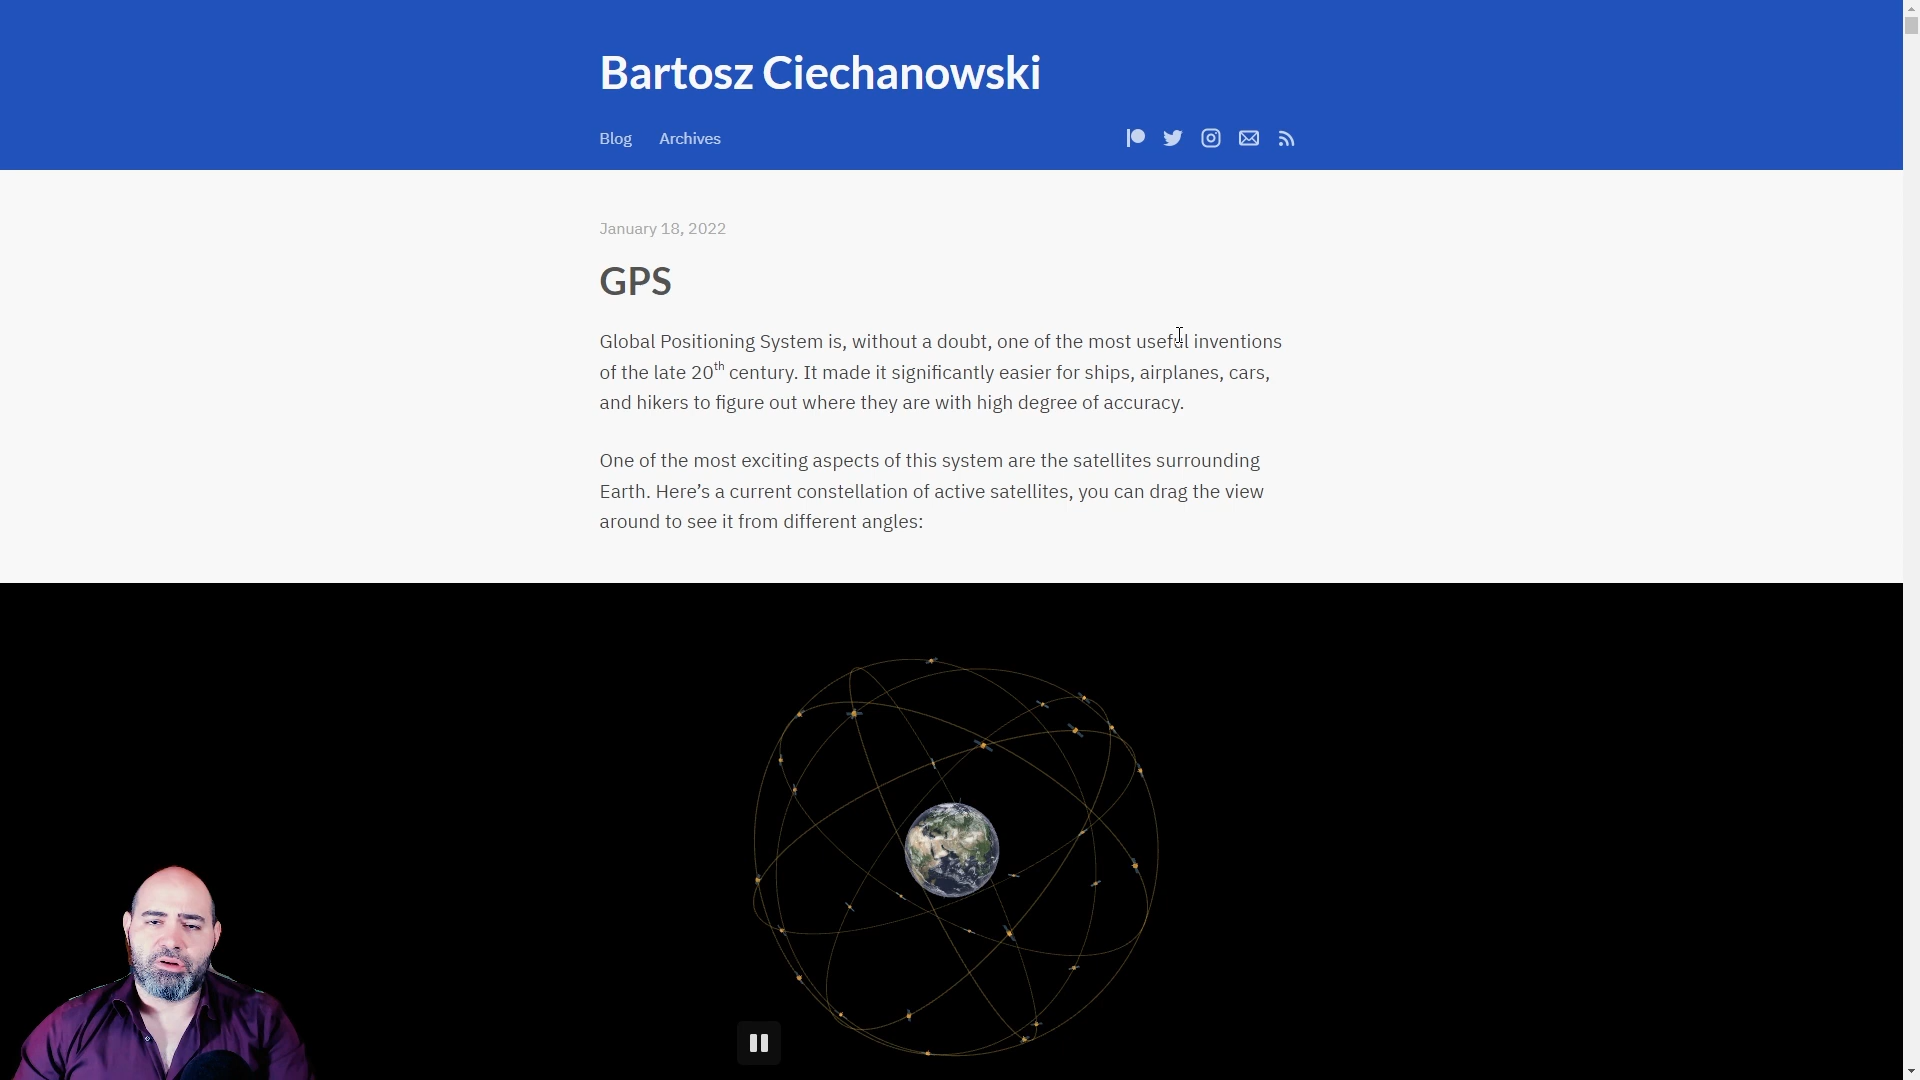 Bartosz Ciechanowski
Blog Archives
January 18, 2022
GPS
Global Positioning System is, without a doubt, one of the most useful inventions
of the late 20th century. It made it significantly easier for ships, airplanes, cars,
and hikers to figure out where they are with high degree of accuracy.
One of the most exciting aspects of this system are the satellites surrounding
Earth. Here’s a current constellation of active satellites, you can drag the view
around to see it from different angles: